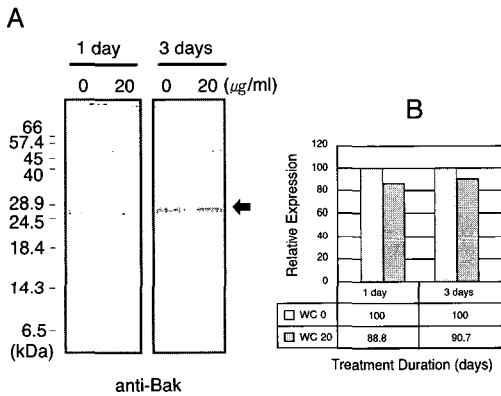 A
1 day 3 days
0 20 0 20 (μg/ml)
66
57.4
45
40
28.9
24.5
18.4
14.3
6.5
(kDa)
anti-Bak
B
Relative Expression
120
100
80
60
40
20
0
1 day 3 days
WC 0 100 100
WC 20 88.8 90.7
Treatment Duration (days)